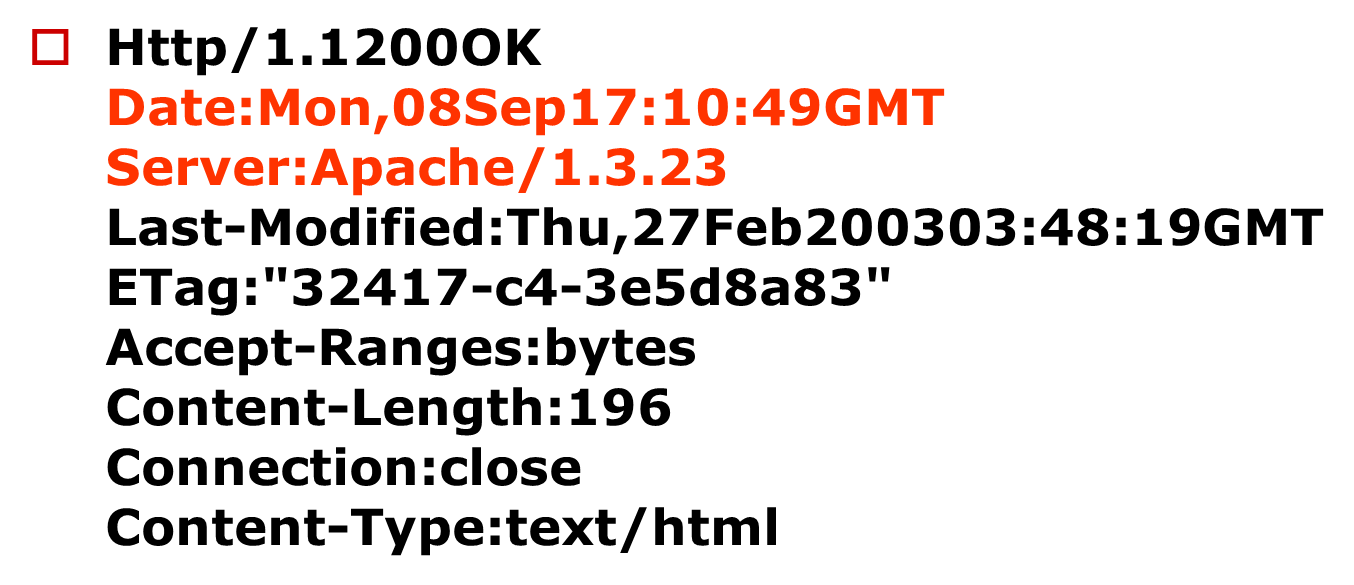 Http/1.1200OK
Date:Mon,08Sep17:10:49GMT
Server:Apache/1.3.23
Last-Modified:Thu,27Feb200303:48:19GMT
ETag:"32417-c4-3e5d8a83"
Accept-Ranges:bytes
Content-Length:196
Connection:close
Content-Type:text/html